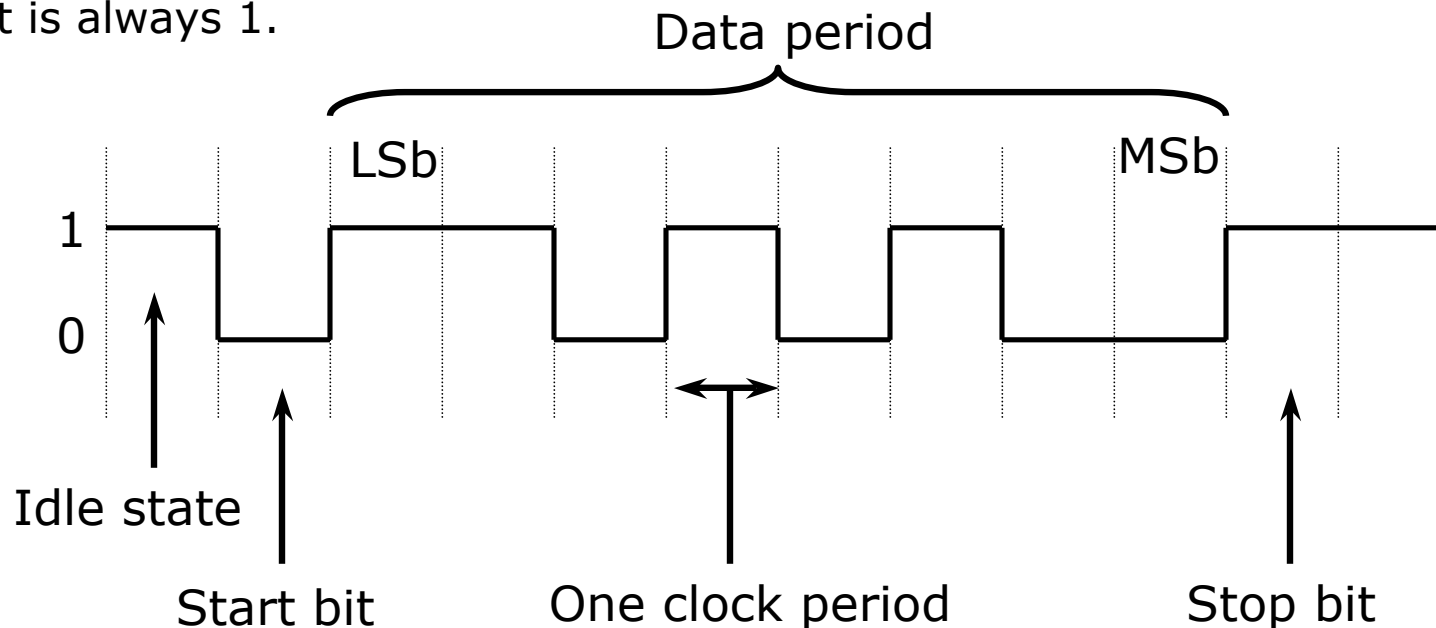 t is always 1.
Data period
LSb
MSb
1
0
Idle state
Start bit
One clock period
Stop bit